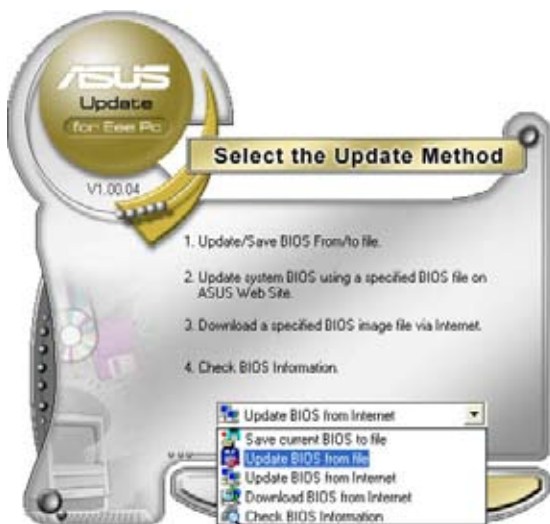 ASUS
Update
for Eee Pc
V1.00.04
Select the Update Method
1. Update/Save BIOS From/to file.
2. Update system BIOS using a specified BIOS file on
ASUS Web Site.
3. Download a specified BIOS image file via Internet.
4. Check BIOS Information.
Update BIOS from Internet
Save current BIOS to file
Update BIOS from file
Update BIOS from Internet
Download BIOS from Internet
Check BIOS Information